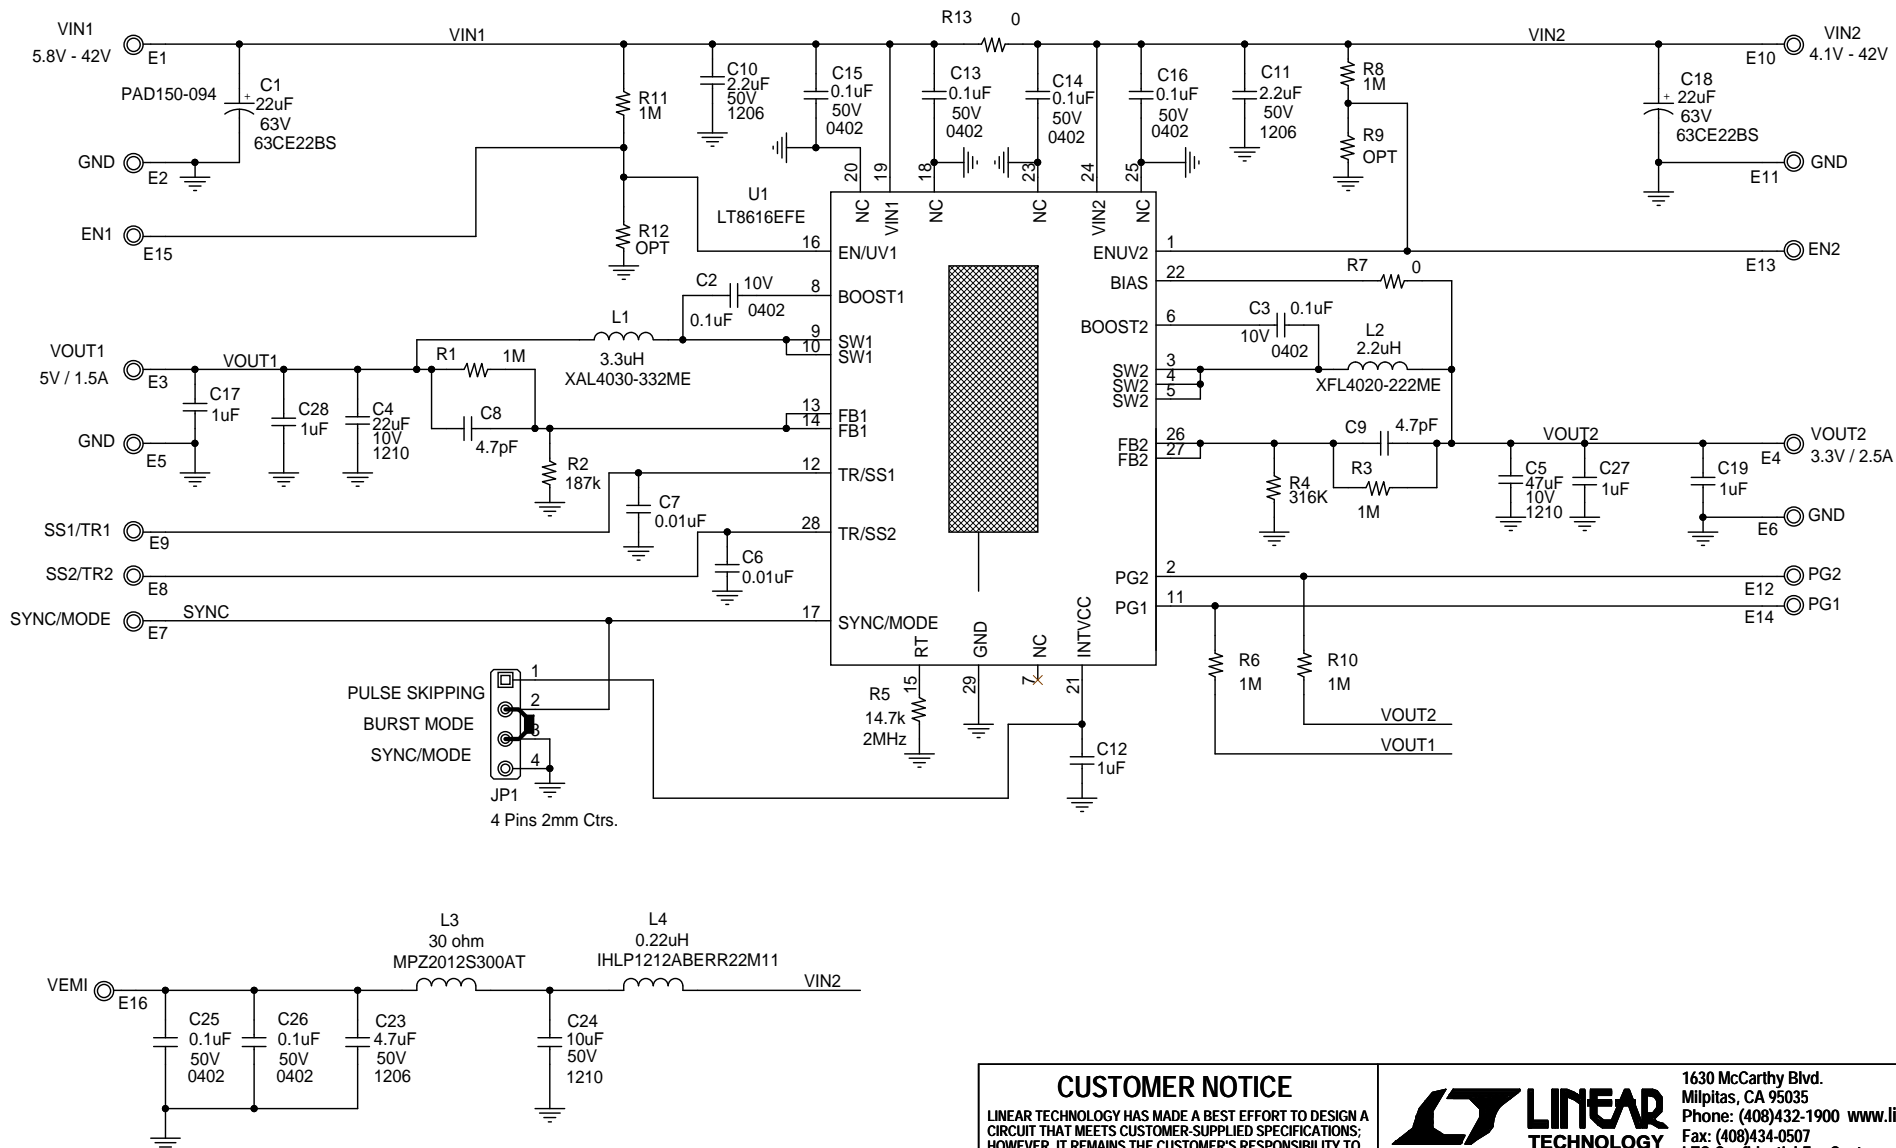 R13
0
VIN1
5.8V - 42V
E1
VIN1
VIN2
E10
VIN2
4.1V - 42V
PAD150-094
C1
+
22uF
63V
63CE22BS
R11
1M
C10
2.2uF
50V
1206
C15
0.1uF
50V
0402
C13
0.1uF
50V
0402
C14
0.1uF
50V
0402
C16
0.1uF
50V
0402
C11
2.2uF
50V
1206
R8
1M
R9
OPT
C18
+
22uF
63V
63CE22BS
GND
E2
GND
E11
U1
LT8616EFE
20
NC
19
VIN1
18
NC
23
NC
24
VIN2
25
NC
EN1
E15
R12
OPT
16
EN/UV1
ENUV2
1
EN2
E13
C2
10V
0.1uF
0402
8
BOOST1
BIAS
22
R7
0
L1
3.3uH
XAL4030-332ME
9
SW1
10
SW1
BOOST2
6
C3
0.1uF
10V
0402
L2
2.2uH
XFL4020-222ME
SW2
3
SW2
4
SW2
5
VOUT1
5V / 1.5A
E3
VOUT1
R1
1M
C17
1uF
C28
1uF
C4
22uF
10V
1210
C8
4.7pF
13
FB1
14
FB1
FB2
26
FB2
27
C9
4.7pF
VOUT2
VOUT2
3.3V / 2.5A
E4
GND
E5
R2
187k
12
TR/SS1
R4
316K
R3
1M
C5
47uF
10V
1210
C27
1uF
C19
1uF
GND
E6
C7
0.01uF
SS1/TR1
E9
28
TR/SS2
C6
0.01uF
SS2/TR2
E8
PG2
2
PG2
E12
PG1
11
PG1
E14
SYNC/MODE
E7
SYNC
17
SYNC/MODE
RT
GND
NC
INTVCC
15
29
7
21
R5
14.7k
2MHz
R6
1M
R10
1M
VOUT2
VOUT1
C12
1uF
PULSE SKIPPING
BURST MODE
SYNC/MODE
1
2
3
4
JP1
4 Pins 2mm Ctrs.
VEMI
E16
L3
30 ohm
MPZ2012S300AT
L4
0.22uH
IHLP1212ABERR22M11
VIN2
C25
0.1uF
50V
0402
C26
0.1uF
50V
0402
C23
4.7uF
50V
1206
C24
10uF
50V
1210
CUSTOMER NOTICE
LINEAR TECHNOLOGY HAS MADE A BEST EFFORT TO DESIGN A
CIRCUIT THAT MEETS CUSTOMER-SUPPLIED SPECIFICATIONS;
HOWEVER, IT REMAINS THE CUSTOMER'S RESPONSIBILITY TO
LINEAR
TECHNOLOGY
1630 McCarthy Blvd.
Milpitas, CA 95035
Phone: (408)432-1900 www.li
Fax: (408)434-0507